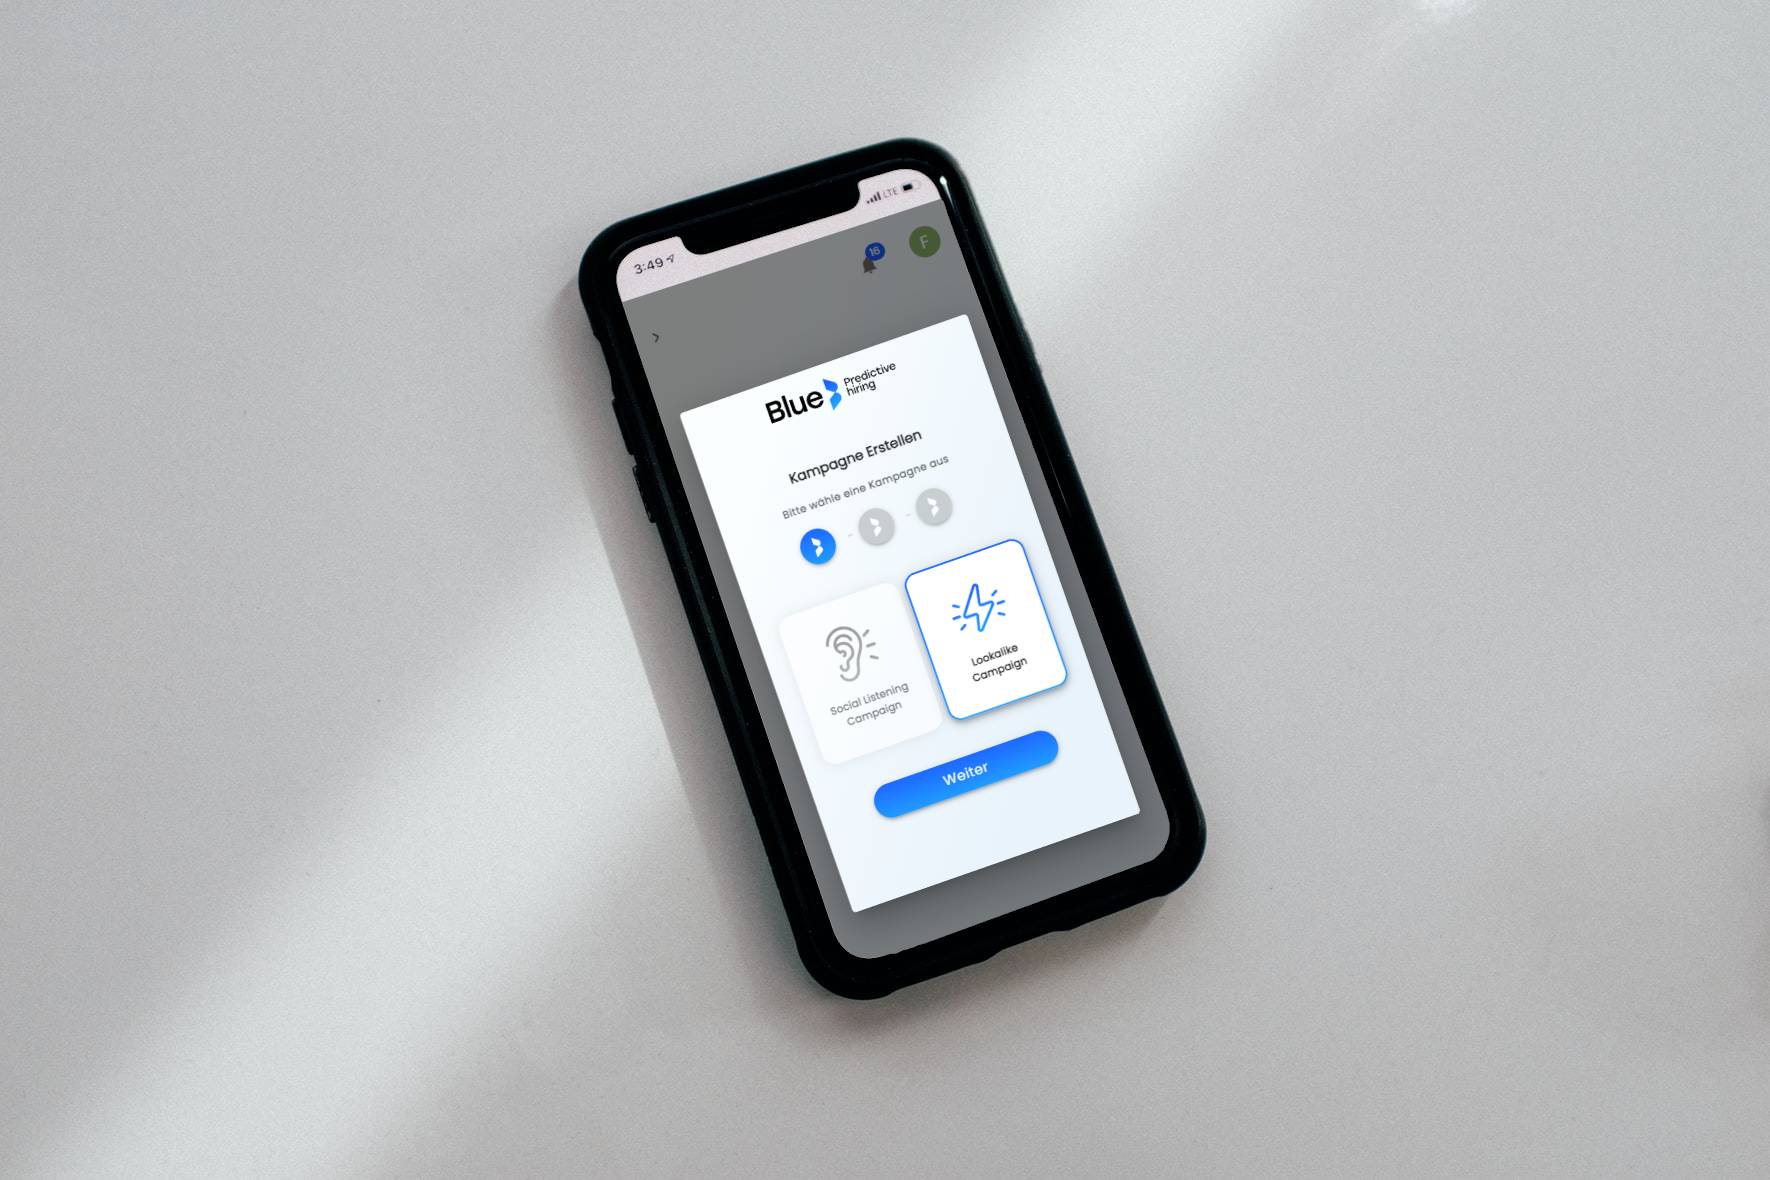 3:49
LTE
16
F
Blue
Predictive
hiring
Kampagne Erstellen
Bitte wähle eine Kampagne aus
Social Listening
Campaign
Lookalike
Campaign
Weiter